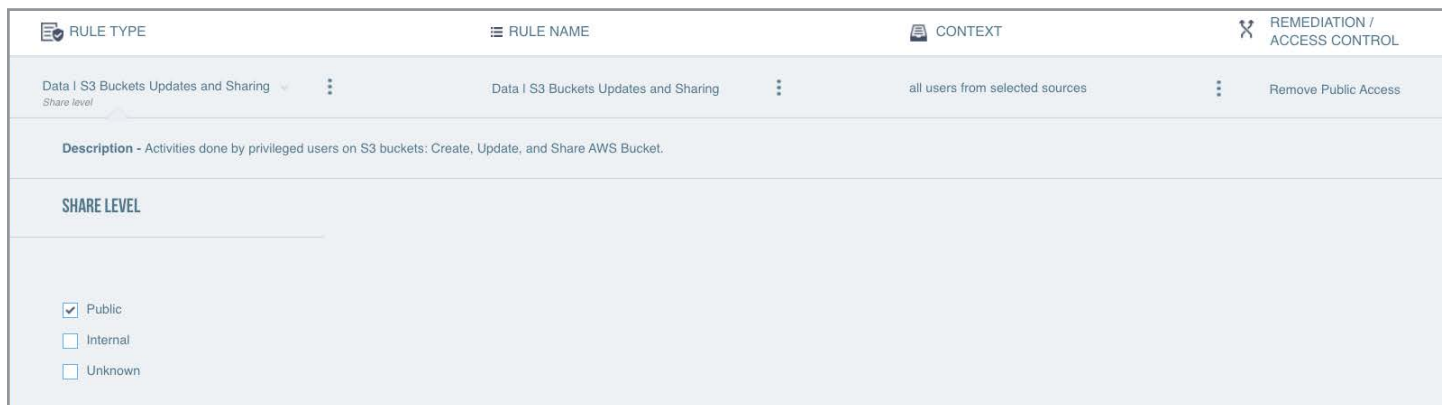 RULE TYPE
RULE NAME
CONTEXT
REMEDIATION /
ACCESS CONTROL
Data | S3 Buckets Updates and Sharing
Share level
Data | S3 Buckets Updates and Sharing
all users from selected sources
Remove Public Access
Description - Activities done by privileged users on S3 buckets: Create, Update, and Share AWS Bucket.
SHARE LEVEL
Public
Internal
Unknown